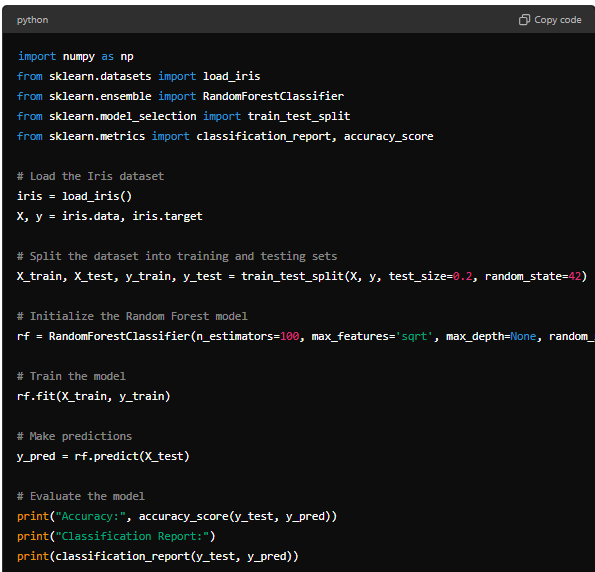 python
Copy code
import numpy as np
from sklearn.datasets import load_iris
from sklearn.ensemble import RandomForestClassifier
from sklearn.model_selection import train_test_split
from sklearn.metrics import classification_report, accuracy_score
# Load the Iris dataset
iris = load_iris()
X, y = iris.data, iris.target
# Split the dataset into training and testing sets
X_train, X_test, y_train, y_test = train_test_split(X, y, test_size=0.2, random_state=42)
# Initialize the Random Forest model
rf = RandomForestClassifier(n_estimators=100, max_features='sqrt', max_depth=None, random_
# Train the model
rf.fit(X_train, y_train)
# Make predictions
y_pred = rf.predict(X_test)
# Evaluate the model
print("Accuracy:", accuracy_score(y_test, y_pred))
print("Classification Report:")
print(classification_report(y_test, y_pred))